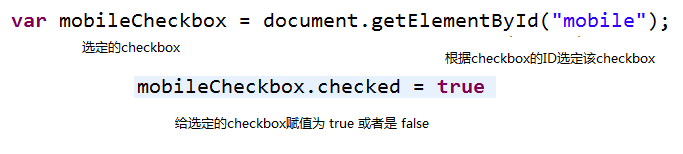 var mobileCheckbox = document.getElementById("mobile");
选定的checkbox
根据checkbox的ID选定该checkbox
mobileCheckbox.checked = true
给选定的checkbox赋值为 true 或者是 false